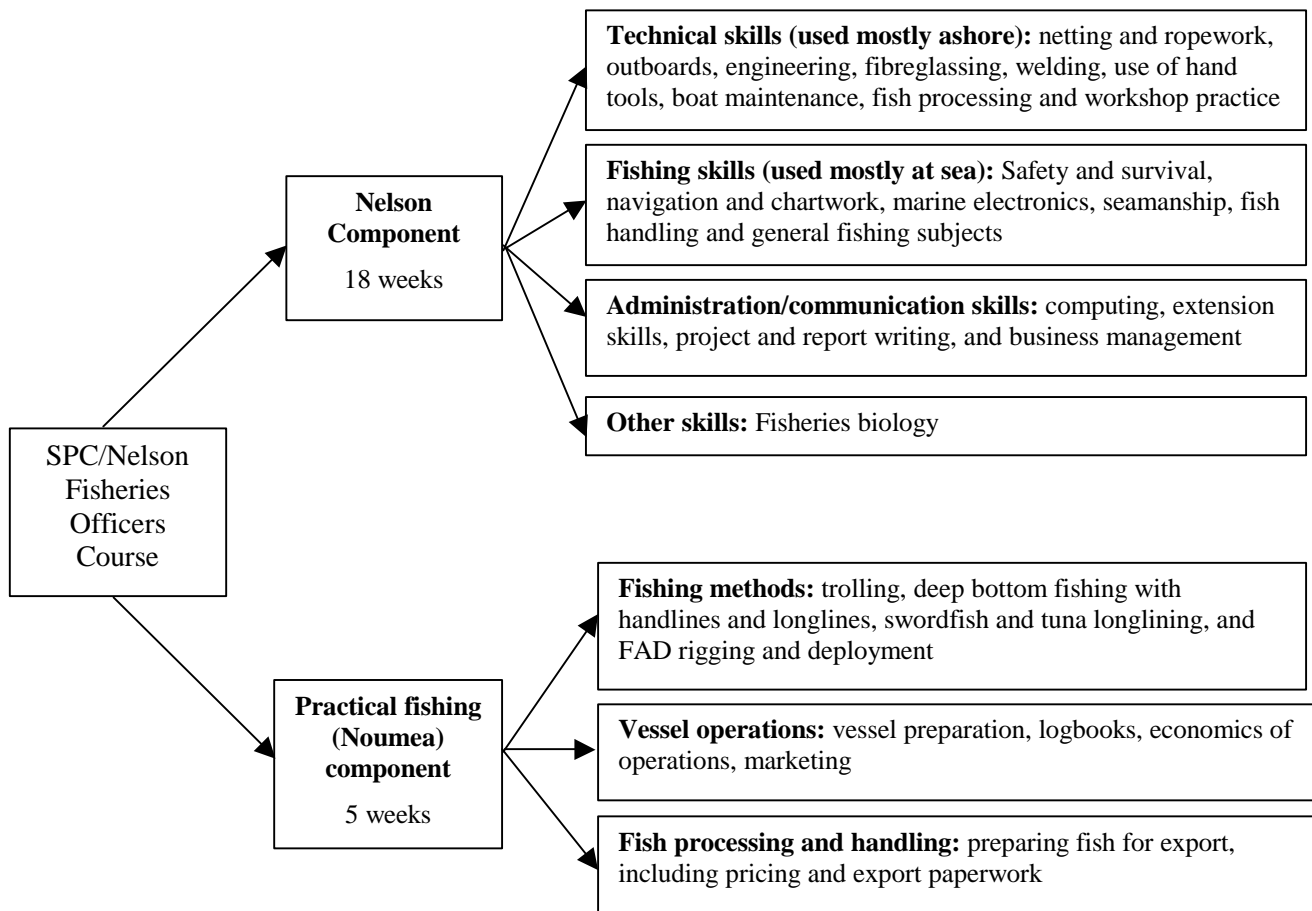 SPC/Nelson
Fisheries
Officers
Course
Nelson
Component
18 weeks
Technical skills (used mostly ashore): netting and ropework,
outboards, engineering, fibreglassing, welding, use of hand
tools, boat maintenance, fish processing and workshop practice
Fishing skills (used mostly at sea): Safety and survival,
navigation and chartwork, marine electronics, seamanship, fish
handling and general fishing subjects
Administration/communication skills: computing, extension
skills, project and report writing, and business management
Other skills: Fisheries biology
Practical fishing
(Noumea)
component
5 weeks
Fishing methods: trolling, deep bottom fishing with
handlines and longlines, swordfish and tuna longlining, and
FAD rigging and deployment
Vessel operations: vessel preparation, logbooks, economics of
operations, marketing
Fish processing and handling: preparing fish for export,
including pricing and export paperwork